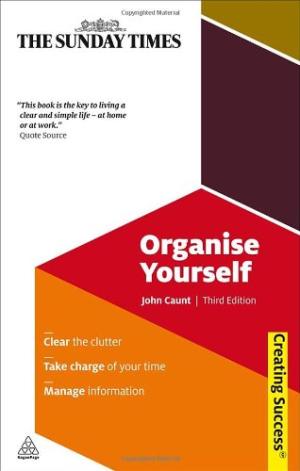 THE SUNDAY TIMES
"This book is the key to living a
clear and simple life – at home
or at work."
Quote Source
Organise
Yourself
John Caunt | Third Edition
Clear the clutter
Take charge of your time
Manage information
Creating Success
KoganPage